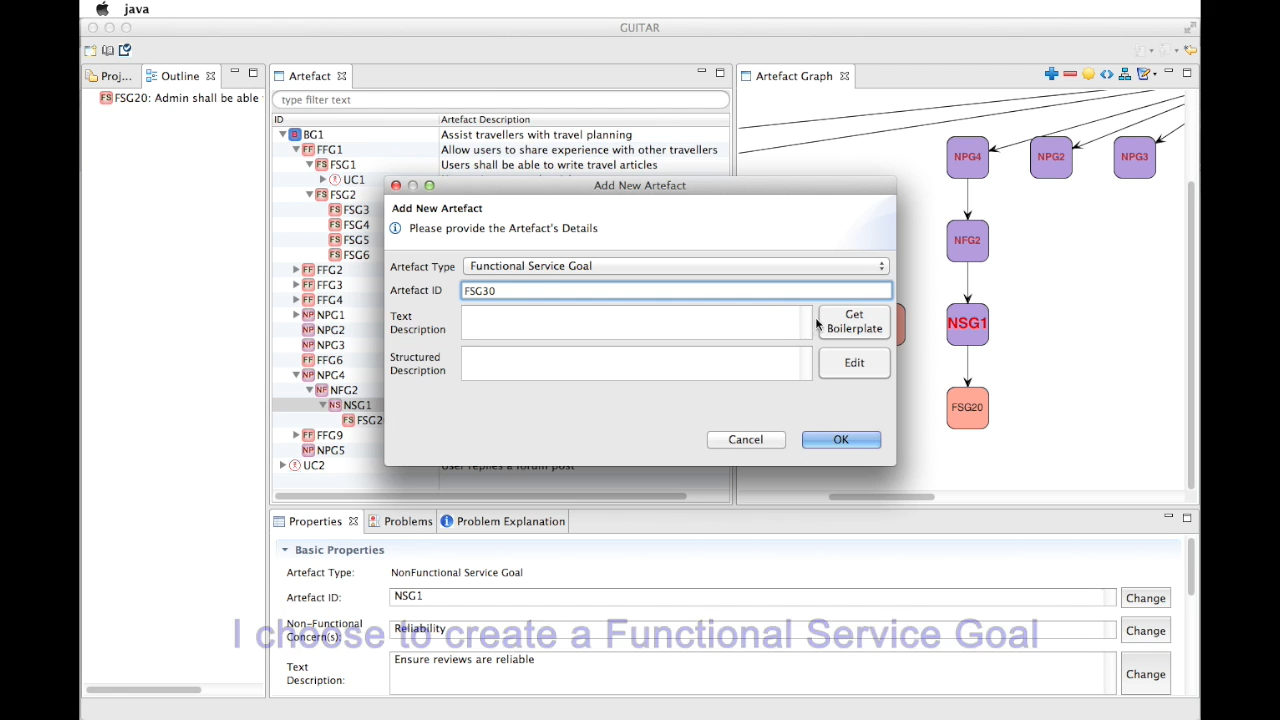 java
GUITAR
Proj...
Outline
Artefact
Artefact Graph
FSG20: Admin shall be able
type filter text
ID Artefact Description
BG1 Assist travellers with travel planning
FFG1 Allow users to share experience with other travellers
FSG1 Users shall be able to write travel articles
UC1
FSG2
FSG3
FSG4
FSG5
FSG6
FFG2
FFG3
FFG4
NPG1
NPG2
NPG3
FFG6
NPG4
NFG2
NSG1
FSG2
FFG9
NPG5
UC2 User replies a forum post
Add New Artefact
Add New Artefact
Please provide the Artefact's Details
Artefact Type Functional Service Goal
Artefact ID FSG30
Text
Description
Get
Boilerplate
Structured
Description
Edit
Cancel
OK
NPG4
NPG2
NPG3
NFG2
NSG1
FSG20
Properties
Problems
Problem Explanation
Basic Properties
Artefact Type: NonFunctional Service Goal
Artefact ID: NSG1 Change
Non-Functional
Concern(s): Reliability Change
I choose to create a Functional Service Goal
Text
Description: Ensure reviews are reliable Change